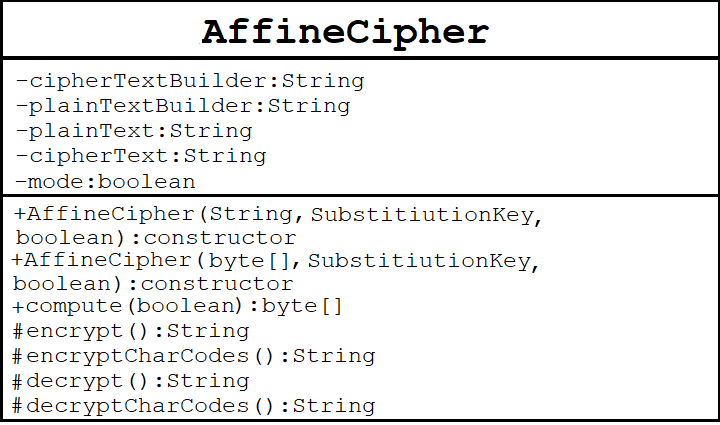 AffineCipher
-cipherTextBuilder:String
-plainTextBuilder:String
-plainText:String
-cipherText:String
-mode:boolean
+AffineCipher(String,SubstitiutionKey,
boolean):constructor
+AffineCipher(byte[],SubstitiutionKey,
boolean):constructor
+compute(boolean):byte[]
#encrypt():String
#encryptCharCodes():String
#decrypt():String
#decryptCharCodes():String